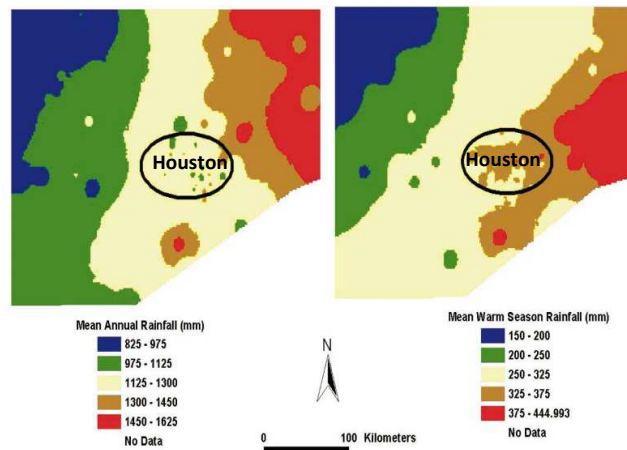 Houston
Houston
Mean Annual Rainfall (mm)
825 - 975
975 - 1125
1125 - 1300
1300 - 1450
1450 - 1625
No Data
N
0 100 Kilometers
Mean Warm Season Rainfall (mm)
150 - 200
200 - 250
250 - 325
325 - 375
375 - 444.993
No Data